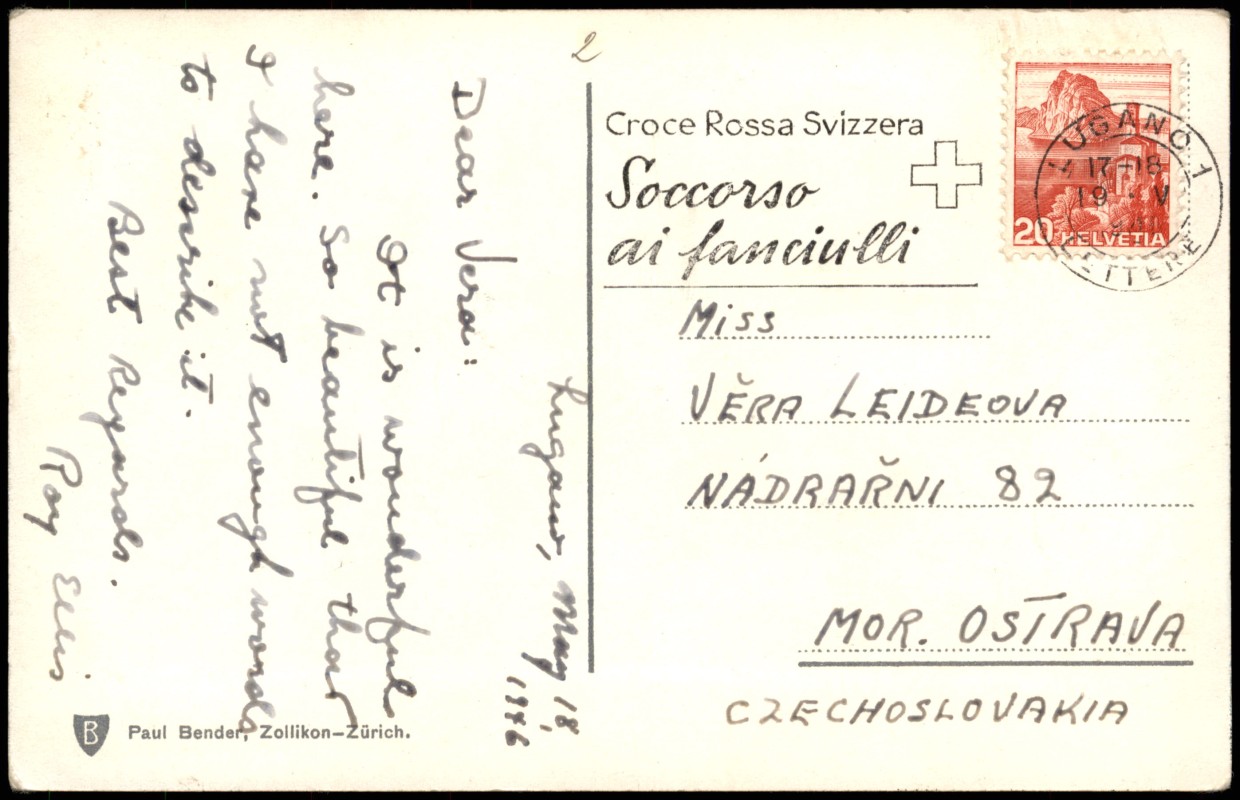 2
Lugano, May 18,
1946
Dear Vera:
It is wonderful
here. So beautiful that
I have not enough words
to desribe it.
Best Regards.
Roy Ellis
Paul Bender, Zollikon–Zürich.
B
Croce Rossa Svizzera
Soccorso
ai fanciulli
20 HELVETIA
LUGANO 1
17–18
19 · V
LETTERE
Miss
VĚRA LEIDEOVA
NÁDRAŘNI 82
MOR. OSTRAVA
CZECHOSLOVAKIA